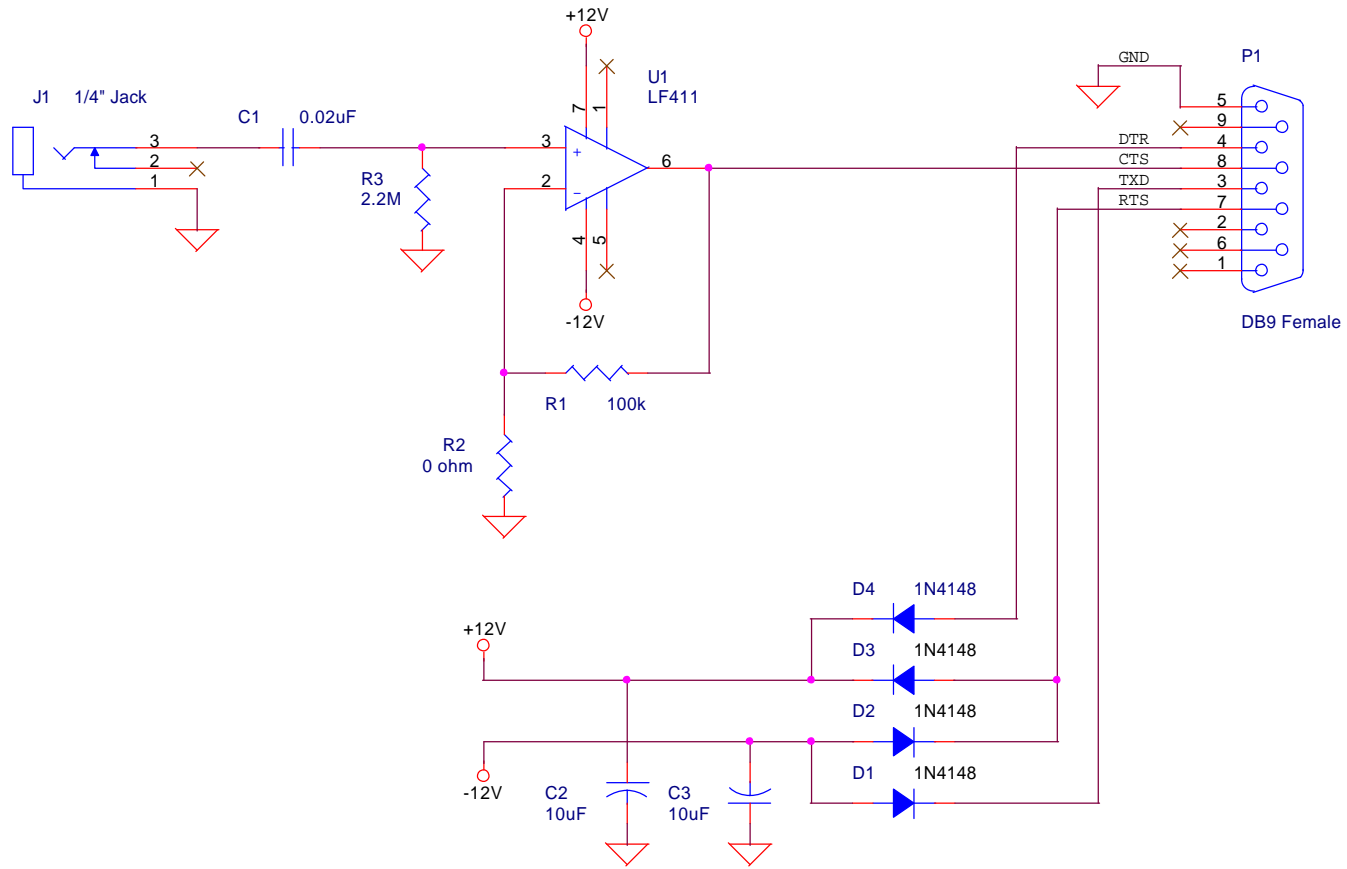 +12V
GND
P1
U1
LF411
J1 1/4" Jack
C1 0.02uF
7
1
5
9
DTR
4
CTS
8
TXD
3
RTS
7
2
6
1
DB9 Female
3
2
1
R3
2.2M
3
+
2
-
6
4
5
-12V
R1 100k
R2
0 ohm
D4 1N4148
+12V
D3 1N4148
D2 1N4148
D1 1N4148
-12V
C2
10uF
C3
10uF